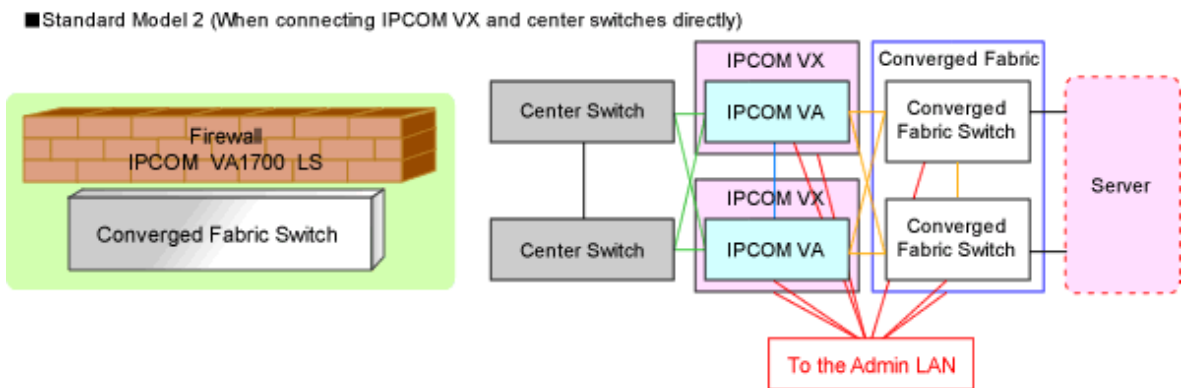 ■Standard Model 2 (When connecting IPCOM VX and center switches directly)
Firewall
IPCOM VA1700 LS
Converged Fabric Switch
Center Switch
Center Switch
IPCOM VX
IPCOM VA
IPCOM VX
IPCOM VA
Converged Fabric
Converged
Fabric Switch
Converged
Fabric Switch
Server
To the Admin LAN